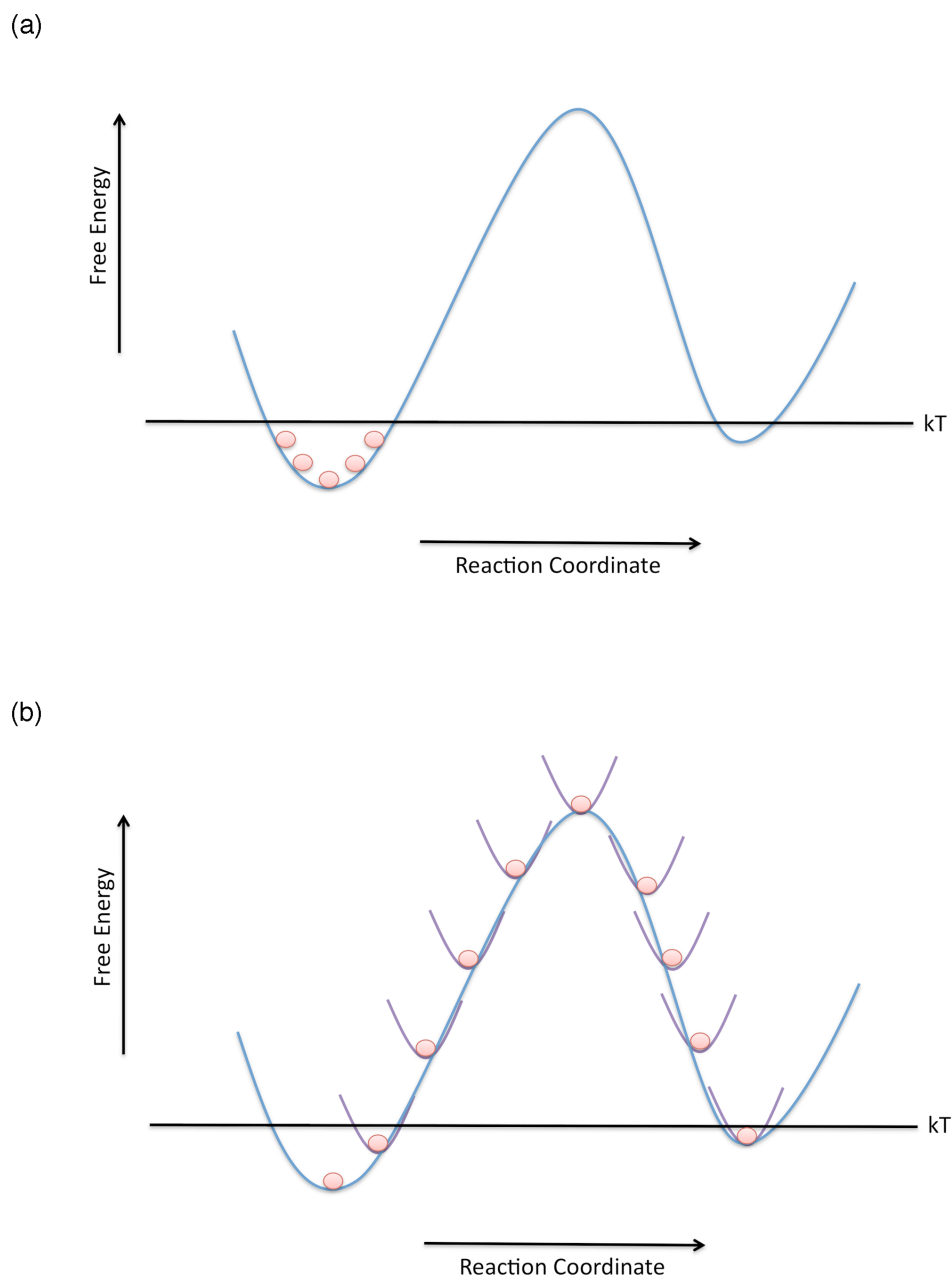 (a)
Free Energy
kT
Reaction Coordinate
(b)
Free Energy
kT
Reaction Coordinate